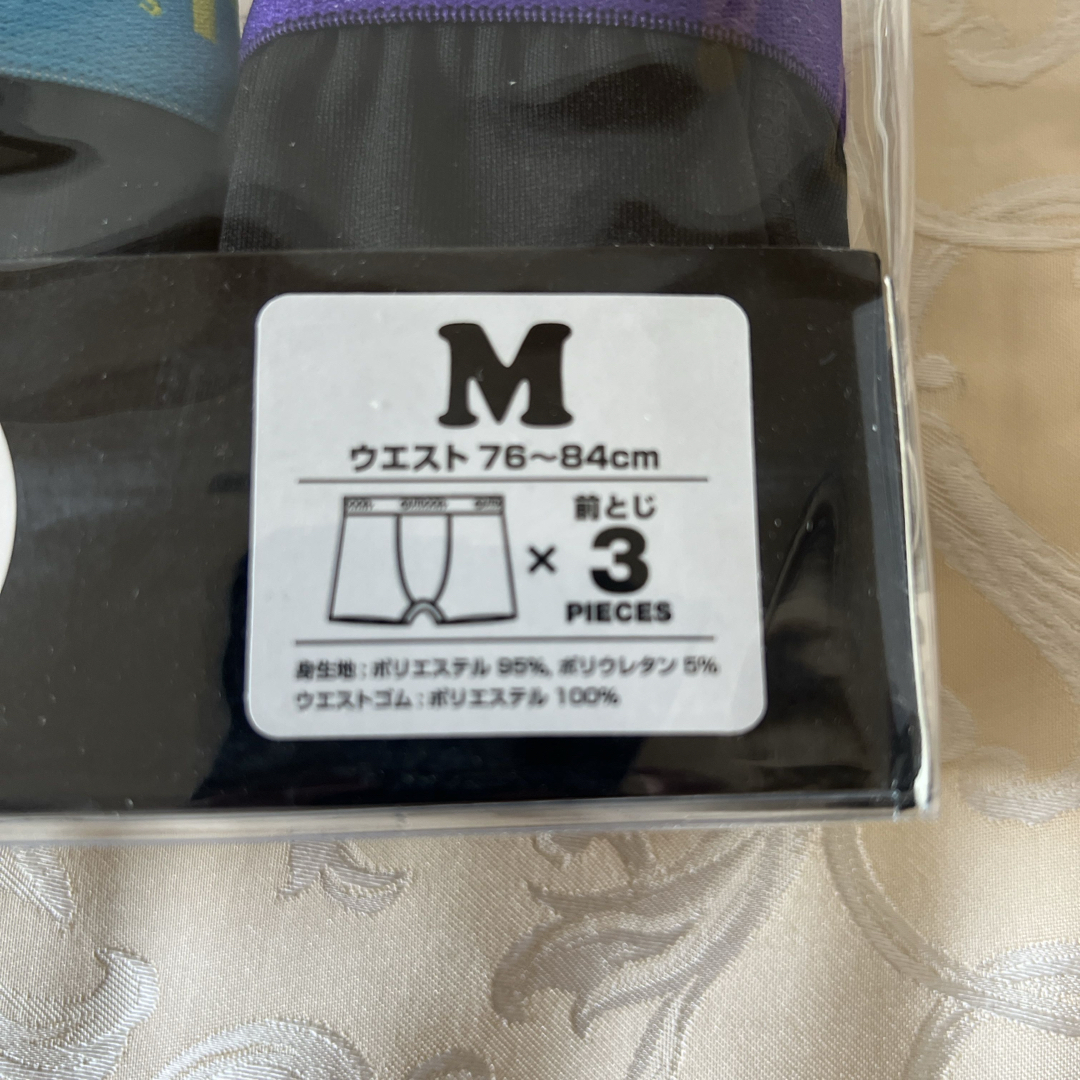 M
ウエスト 76〜84cm
前とじ
× 3
PIECES
身生地：ポリエステル 95%, ポリウレタン 5%
ウエストゴム：ポリエステル 100%